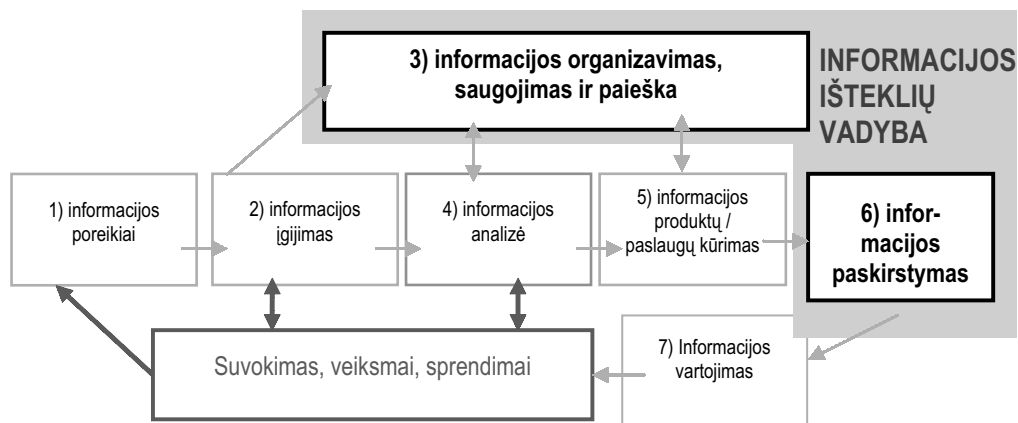 3) informacijos organizavimas,
saugojimas ir paieška
INFORMACIJOS
IŠTEKLIŲ
VADYBA
1) informacijos
poreikiai
2) informacijos
įgijimas
4) informacijos
analizė
5) informacijos
produktų /
paslaugų kūrimas
6) infor-
macijos
paskirstymas
Suvokimas, veiksmai, sprendimai
7) Informacijos
vartojimas